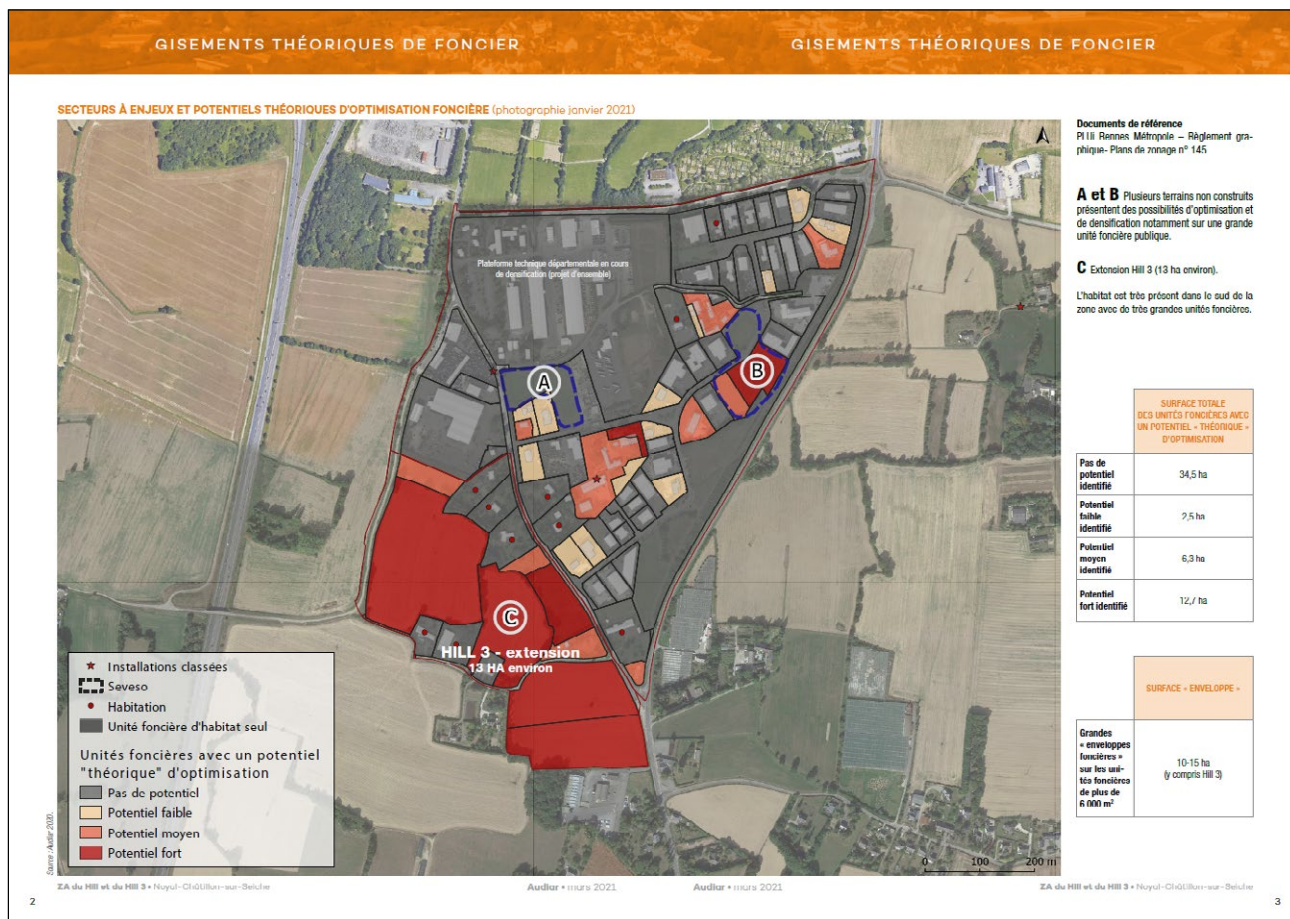 GISEMENTS THÉORIQUES DE FONCIER
GISEMENTS THÉORIQUES DE FONCIER
SECTEURS À ENJEUX ET POTENTIELS THÉORIQUES D'OPTIMISATION FONCIÈRE (photographie janvier 2021)
Plateforme technique départementale en cours
de densification (projet d'ensemble)
A
B
C
HILL 3 - extension
13 HA environ
Installations classées
Seveso
Habitation
Unité foncière d'habitat seul
Unités foncières avec un potentiel
"théorique" d'optimisation
Pas de potentiel
Potentiel faible
Potentiel moyen
Potentiel fort
0 100 200 m
Source : Audiar 2020.
Documents de référence
PLUi Rennes Métropole – Règlement gra-
phique- Plans de zonage n° 145
A et B Plusieurs terrains non construits
présentent des possibilités d'optimisation et
de densification notamment sur une grande
unité foncière publique.
C Extension Hill 3 (13 ha environ).
L'habitat est très présent dans le sud de la
zone avec de très grandes unités foncières.
SURFACE TOTALE
DES UNITÉS FONCIÈRES AVEC
UN POTENTIEL « THÉORIQUE »
D'OPTIMISATION
Pas de
potentiel
identifié
34,5 ha
Potentiel
faible
identifié
2,5 ha
Potentiel
moyen
identifié
6,3 ha
Potentiel
fort identifié
12,7 ha
SURFACE « ENVELOPPE »
Grandes
« enveloppes
foncières »
sur les uni-
tés foncières
de plus de
6 000 m²
10-15 ha
(y compris Hill 3)
ZA du Hill et du Hill 3 • Noyal-Châtillon-sur-Seiche
Audiar • mars 2021
Audiar • mars 2021
ZA du Hill et du Hill 3 • Noyal-Châtillon-sur-Seiche
2
3